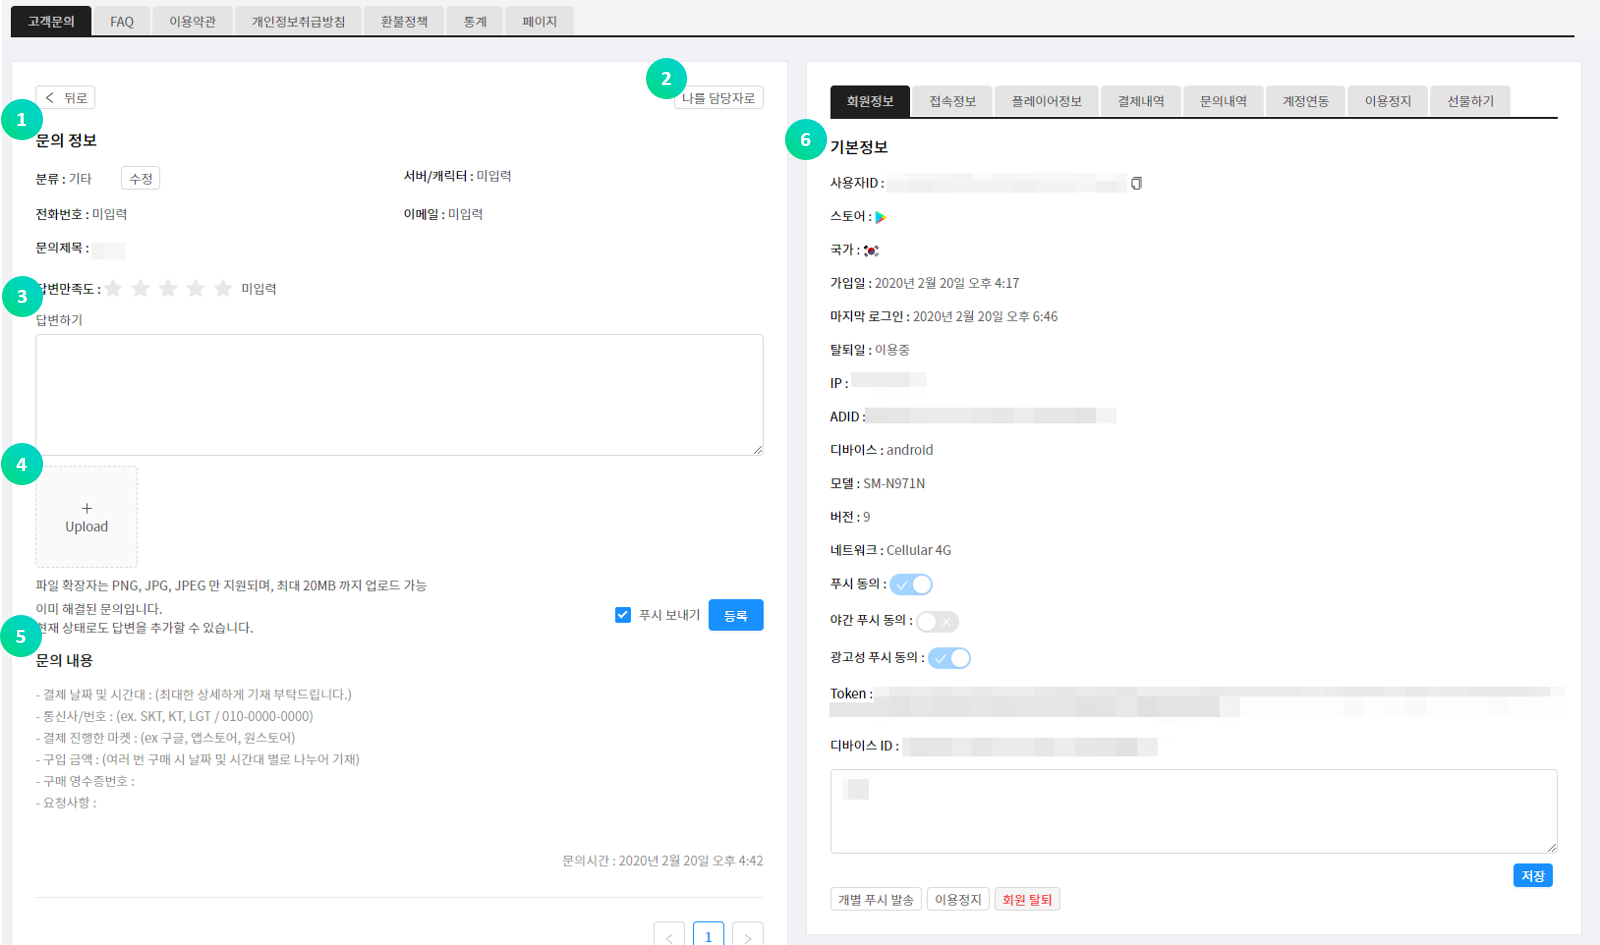 고객문의 FAQ 이용약관 개인정보취급방침 환불정책 통계 페이지
뒤로
2
나를 담당자로
1
문의 정보
분류 : 기타 수정 서버/캐릭터 : 미입력
전화번호 : 미입력 이메일 : 미입력
문의제목 :
3
답변만족도 : 미입력
답변하기
4
+
Upload
파일 확장자는 PNG, JPG, JPEG 만 지원되며, 최대 20MB 까지 업로드 가능
이미 해결된 문의입니다.
현재 상태로도 답변을 추가할 수 있습니다.
푸시 보내기 등록
5
문의 내용
- 결제 날짜 및 시간대 : (최대한 상세하게 기재 부탁드립니다.)
- 통신사/번호 : (ex. SKT, KT, LGT / 010-0000-0000)
- 결제 진행한 마켓 : (ex 구글, 앱스토어, 원스토어)
- 구입 금액 : (여러 번 구매 시 날짜 및 시간대 별로 나누어 기재)
- 구매 영수증번호 :
- 요청사항 :
문의시간 : 2020년 2월 20일 오후 4:42
< 1 >
회원정보 접속정보 플레이어정보 결제내역 문의내역 계정연동 이용정지 선물하기
6
기본정보
사용자ID :
스토어 :
국가 :
가입일 : 2020년 2월 20일 오후 4:17
마지막 로그인 : 2020년 2월 20일 오후 6:46
탈퇴일 : 이용중
IP :
ADID :
디바이스 : android
모델 : SM-N971N
버전 : 9
네트워크 : Cellular 4G
푸시 동의 :
야간 푸시 동의 :
광고성 푸시 동의 :
Token :
디바이스 ID :
저장
개별 푸시 발송 이용정지 회원 탈퇴